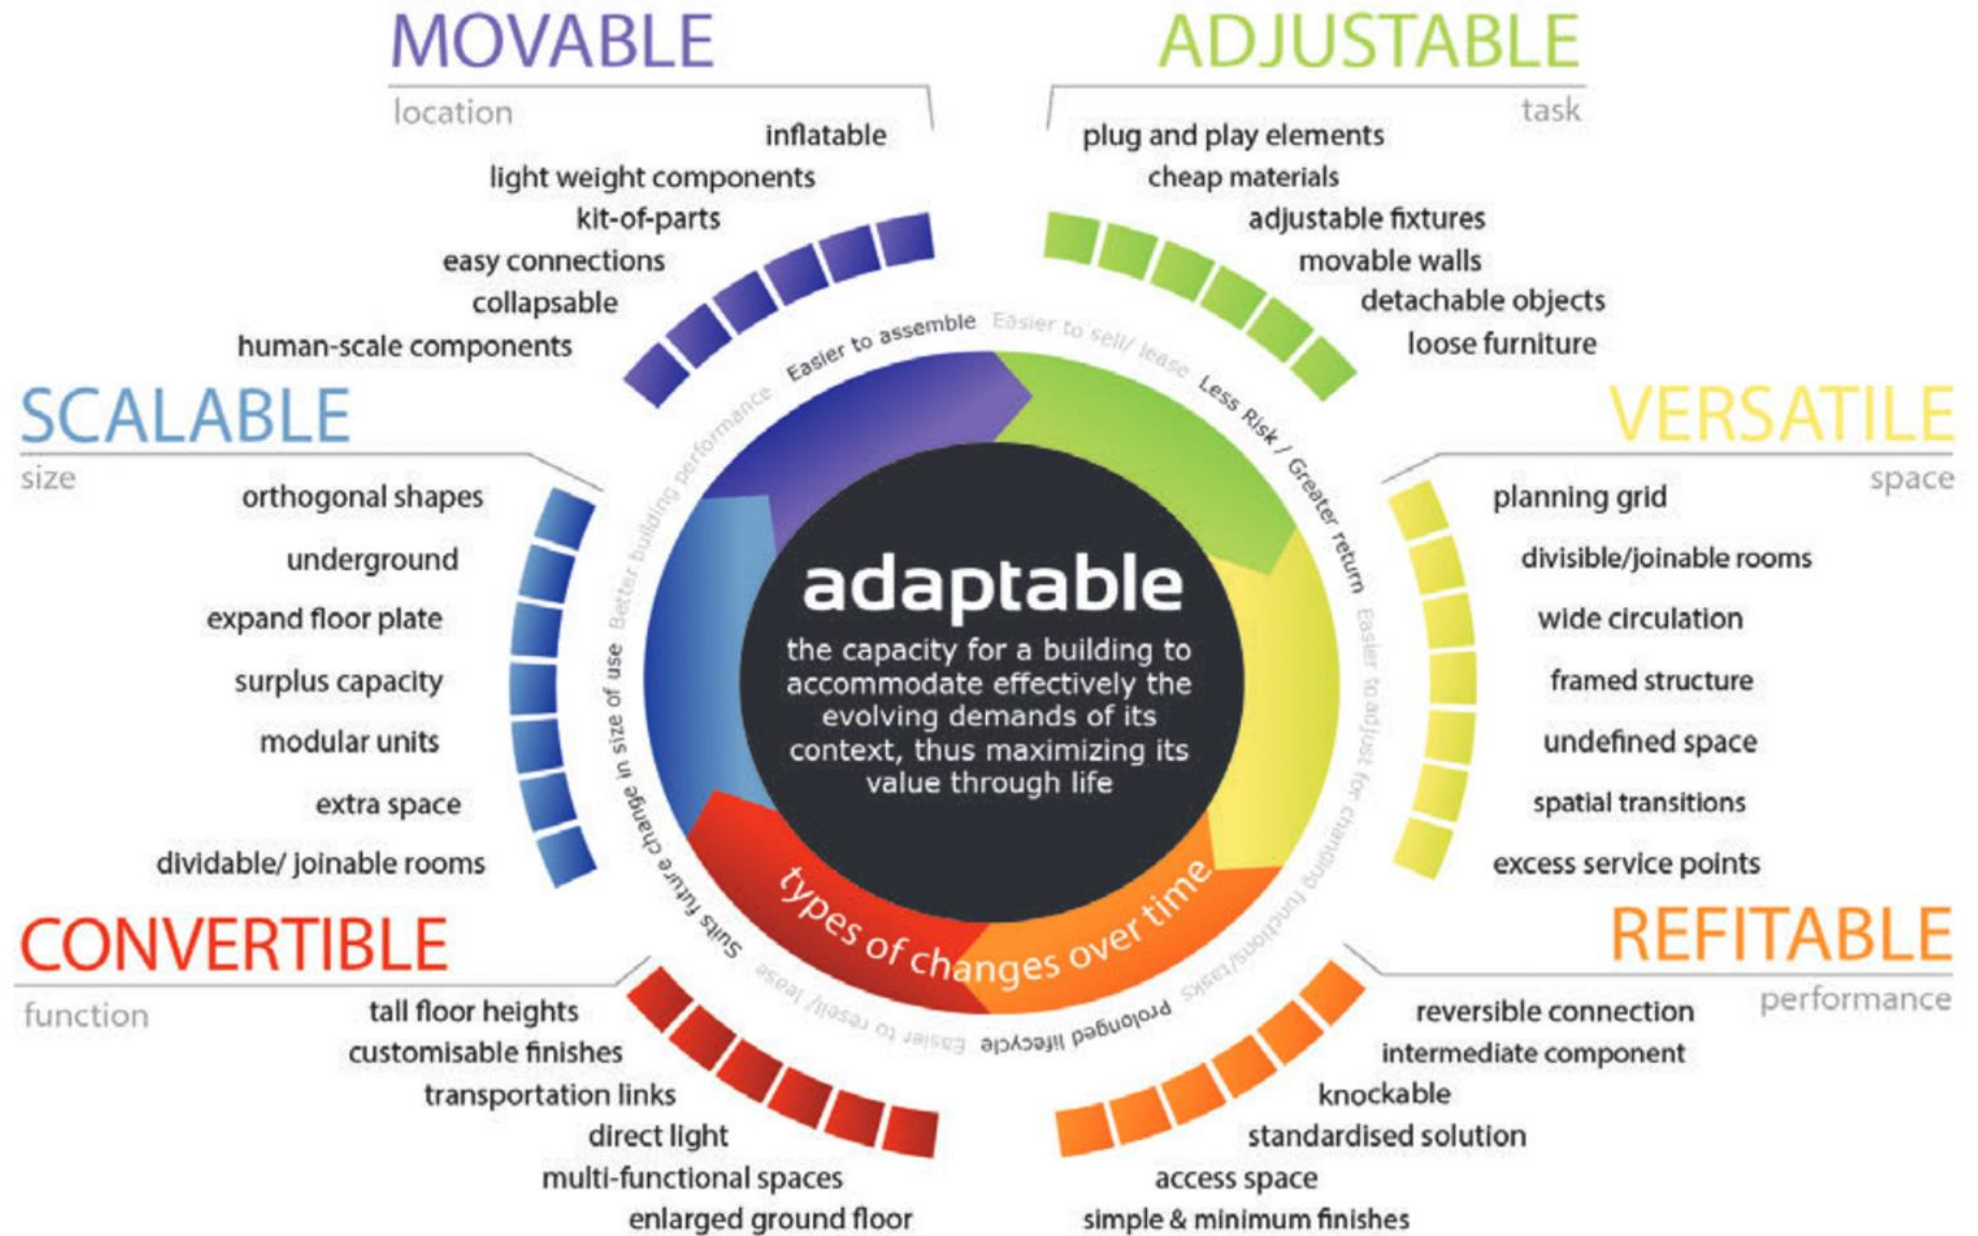 MOVABLE
location
inflatable
light weight components
kit-of-parts
easy connections
collapsable
human-scale components
ADJUSTABLE
task
plug and play elements
cheap materials
adjustable fixtures
movable walls
detachable objects
loose furniture
SCALABLE
size
orthogonal shapes
underground
expand floor plate
surplus capacity
modular units
extra space
dividable/ joinable rooms
VERSATILE
space
planning grid
divisible/joinable rooms
wide circulation
framed structure
undefined space
spatial transitions
excess service points
CONVERTIBLE
function
tall floor heights
customisable finishes
transportation links
direct light
multi-functional spaces
enlarged ground floor
REFITABLE
performance
reversible connection
intermediate component
knockable
standardised solution
access space
simple & minimum finishes
Easier to assemble
Easier to sell/ lease
Less Risk / Greater return
Easier to adjust for changing functions/tasks
Prolonged lifecycle
Easier to resell/ lease
Suits future change in size of use
Better building performance
adaptable
the capacity for a building to
accommodate effectively the
evolving demands of its
context, thus maximizing its
value through life
types of changes over time